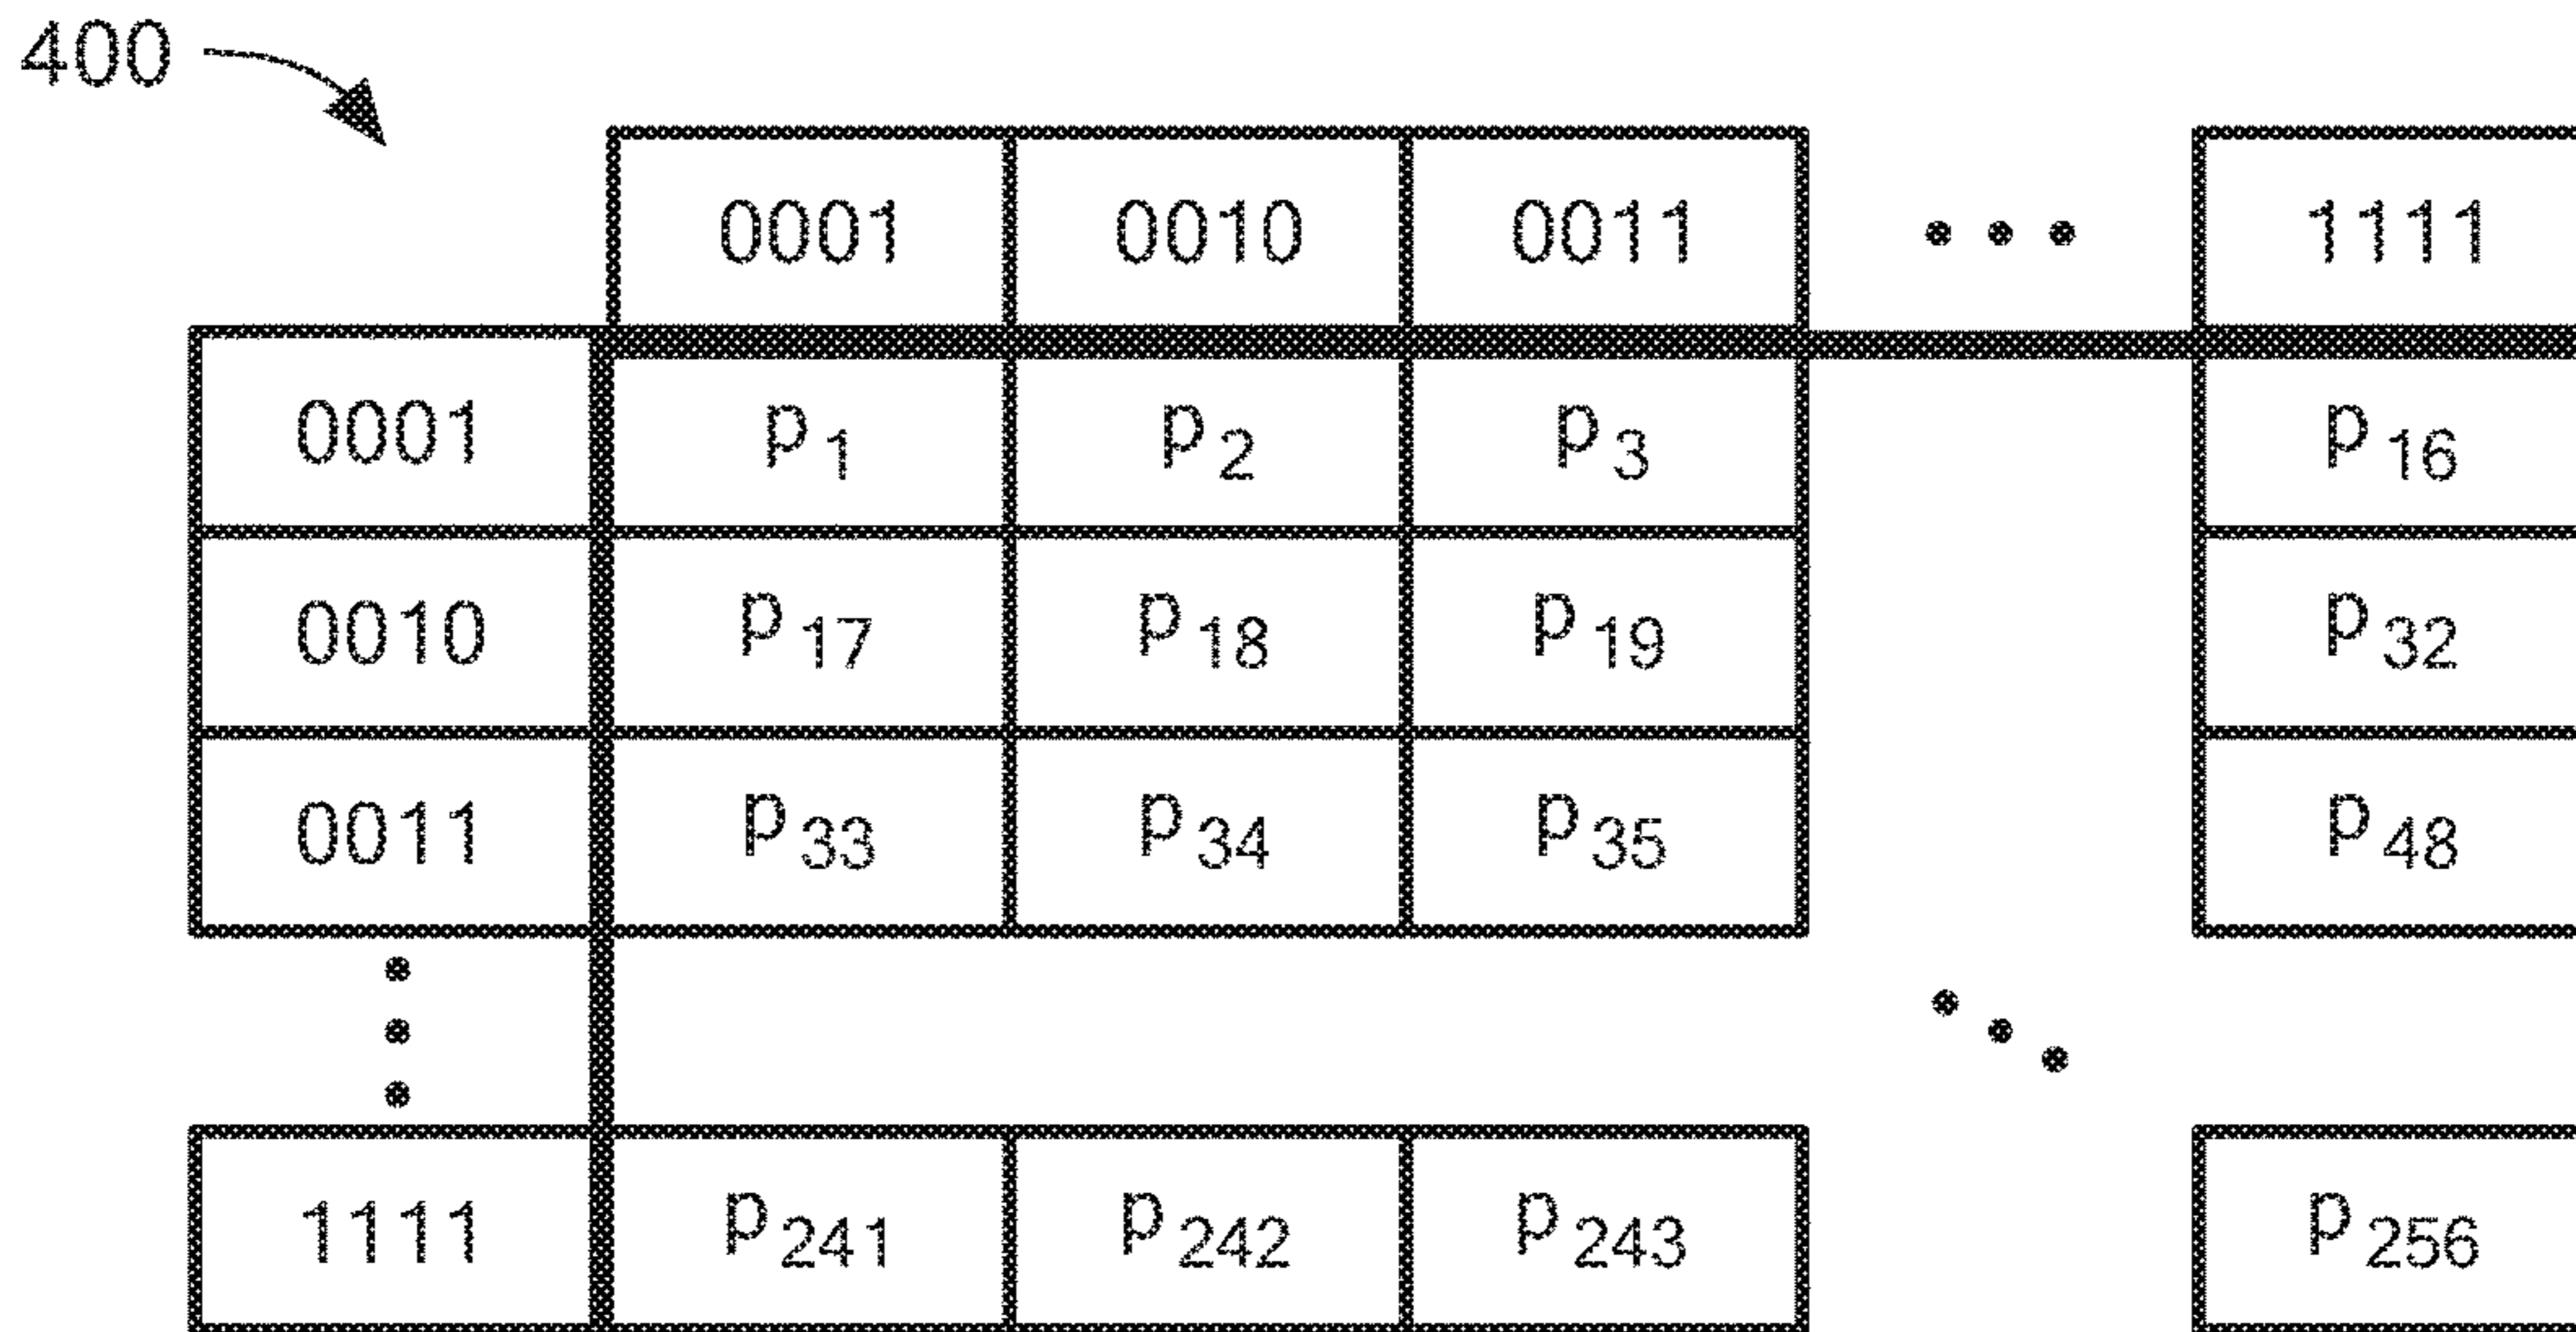 400
0001 0010 0011 • • • 1111
0001 p1 p2 p3 p16
0010 p17 p18 p19 p32
0011 p33 p34 p35 p48
1111 p241 p242 p243 p256